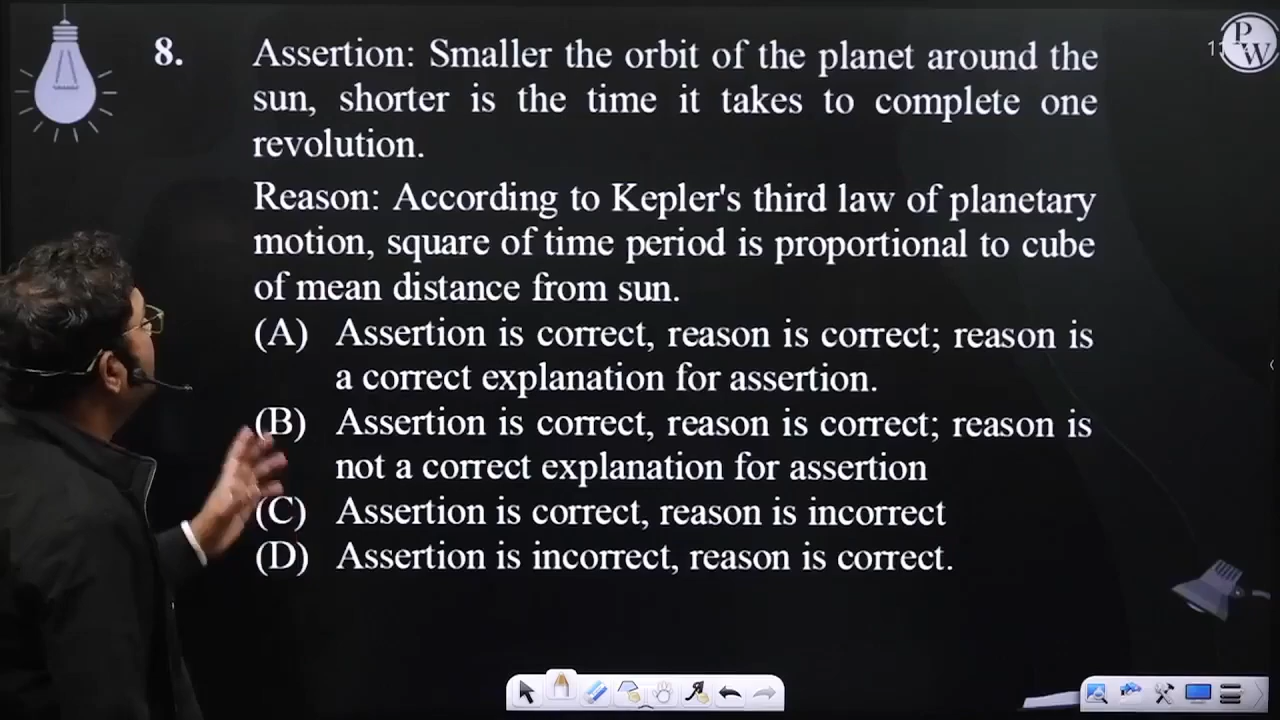 8. Assertion: Smaller the orbit of the planet around the
sun, shorter is the time it takes to complete one
revolution.
Reason: According to Kepler's third law of planetary
motion, square of time period is proportional to cube
of mean distance from sun.
(A) Assertion is correct, reason is correct; reason is
a correct explanation for assertion.
(B) Assertion is correct, reason is correct; reason is
not a correct explanation for assertion
(C) Assertion is correct, reason is incorrect
(D) Assertion is incorrect, reason is correct.
PW